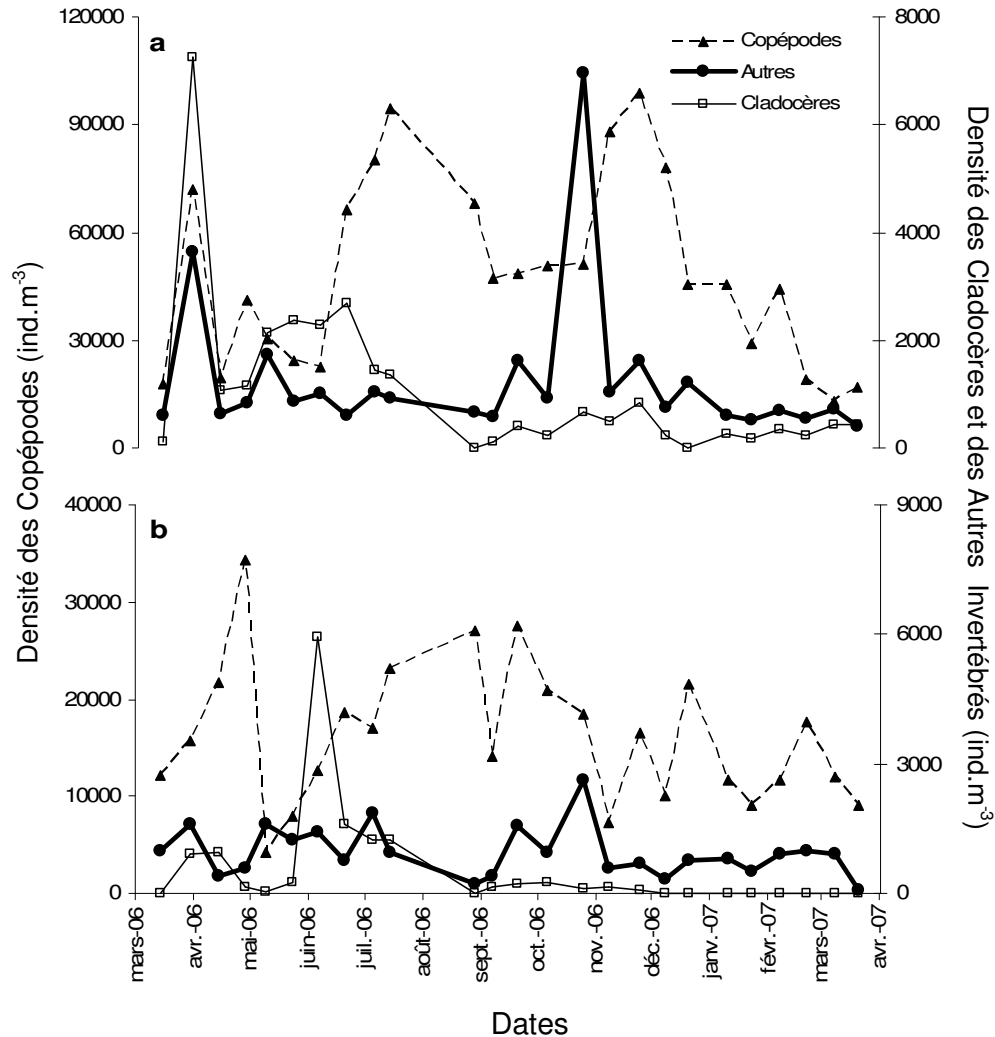 a
Copépodes
Autres
Cladocères
120000
90000
60000
30000
0
8000
6000
4000
2000
0
Densité des Copépodes (ind.m-3)
Densité des Cladocères et des Autres Invertébrés (ind.m-3)
b
40000
30000
20000
10000
0
9000
6000
3000
0
mars-06
avr.-06
mai-06
juin-06
juil.-06
août-06
sept.-06
oct.-06
nov.-06
déc.-06
janv.-07
févr.-07
mars-07
avr.-07
Dates